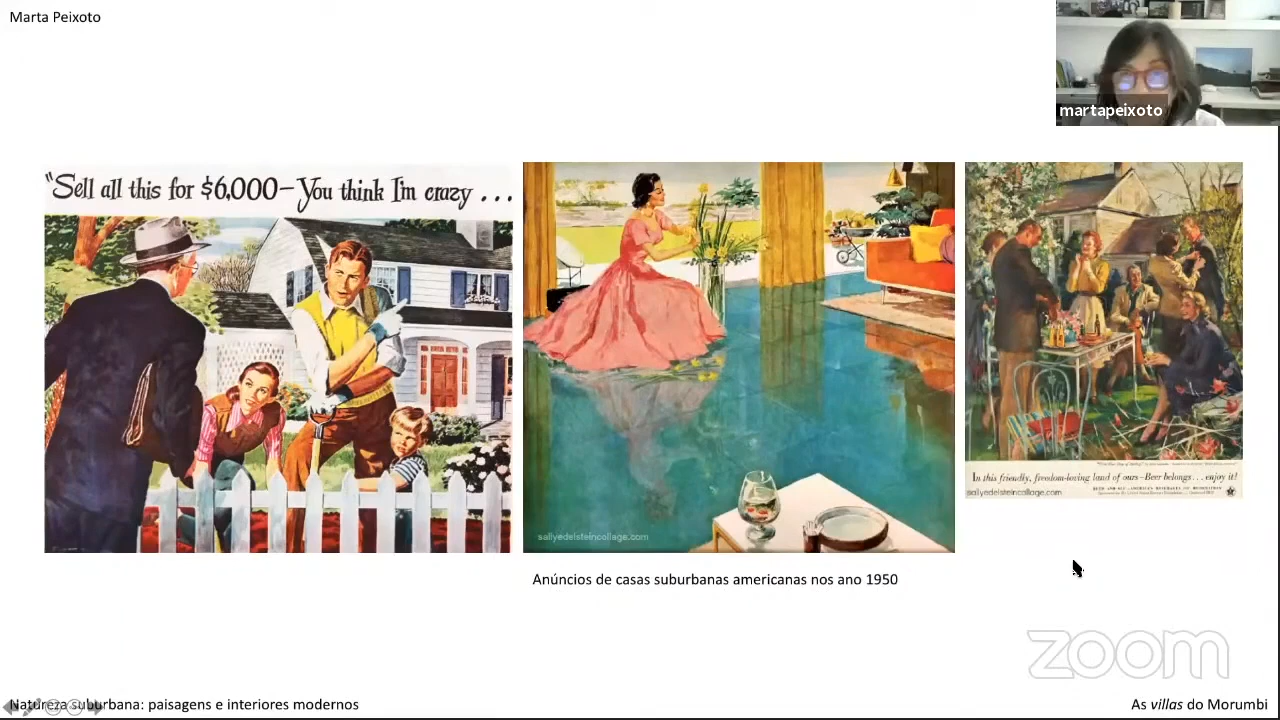 Marta Peixoto
martapeixoto
"Sell all this for $6,000—You think I'm crazy . . .
In this friendly, freedom-loving land of ours—Beer belongs . . . enjoy it!
sallyedelsteincollage.com
sallyedelsteincollage.com
Anúncios de casas suburbanas americanas nos ano 1950
zoom
Natureza suburbana: paisagens e interiores modernos
As villas do Morumbi